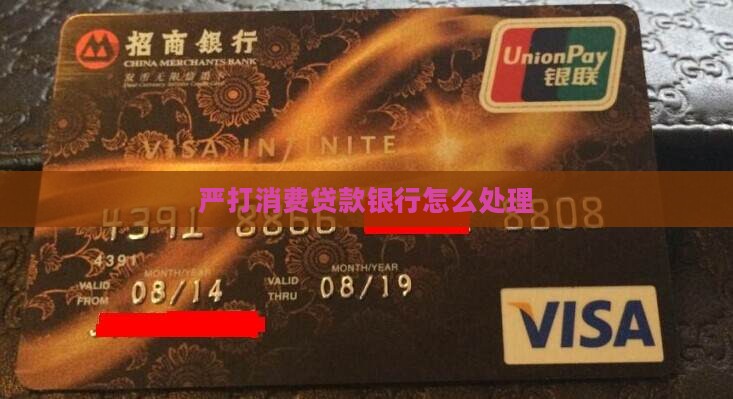 招商銀行
CHINA MERCHANTS BANK
UnionPay
银联
VISA INFINITE
严打消费贷款银行怎么处理
4391 8866 8808
4391
MONTH/YEAR MONTH/YEAR
VALID FROM 08/14 VALID THRU 08/19
VISA